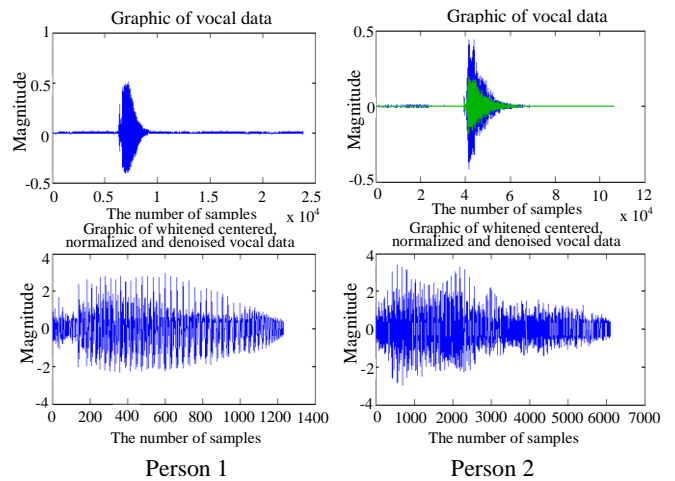 Graphic of vocal data
1
0.5
0
-0.5
Magnitude
0 0.5 1 1.5 2 2.5
The number of samples
x 10^4
Graphic of vocal data
0.5
0
-0.5
Magnitude
0 2 40 60 80 10 12
The number of samples
x 10^4
Graphic of whitened centered,
normalized and denoised vocal data
4
2
0
-2
-4
Magnitude
0 200 400 600 800 1000 1200 1400
The number of samples
Graphic of whitened centered,
normalized and denoised vocal data
4
2
0
-2
-4
Magnitude
0 1000 2000 3000 4000 5000 6000 7000
The number of samples
Person 1
Person 2